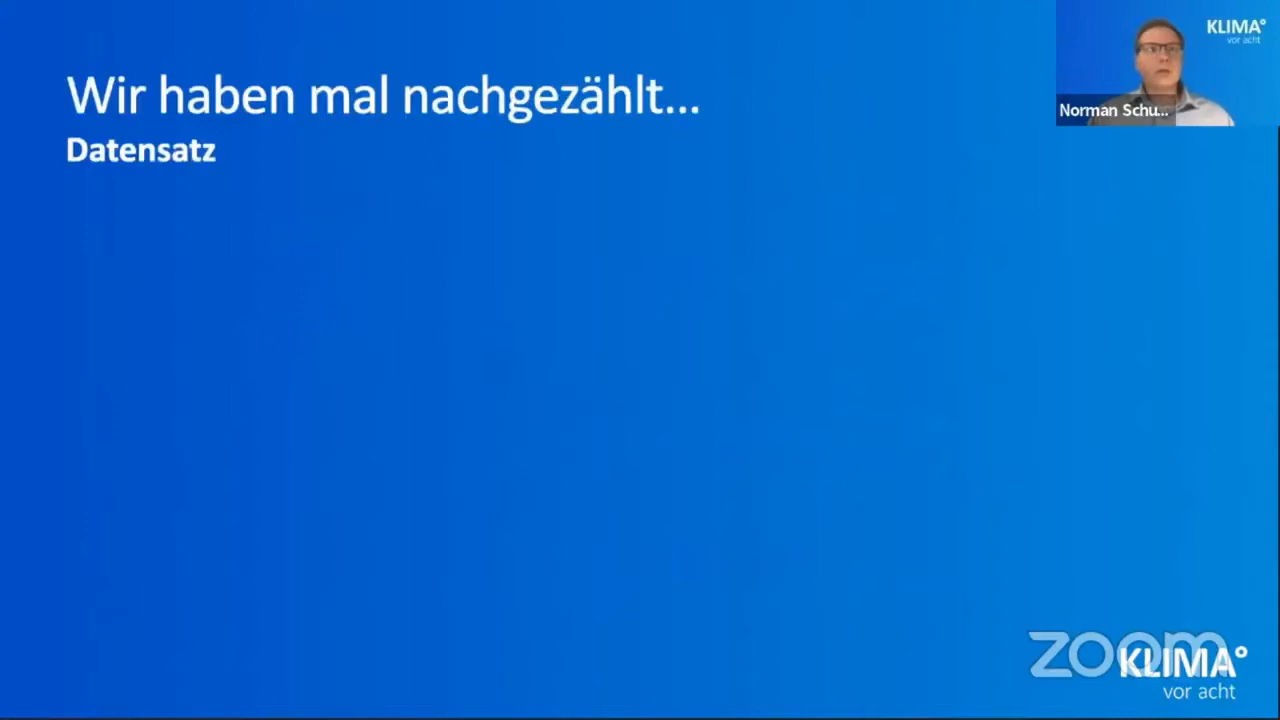 Wir haben mal nachgezählt...
Datensatz
KLIMA°
vor acht
Norman Schu...
zoom
KLIMA°
vor acht